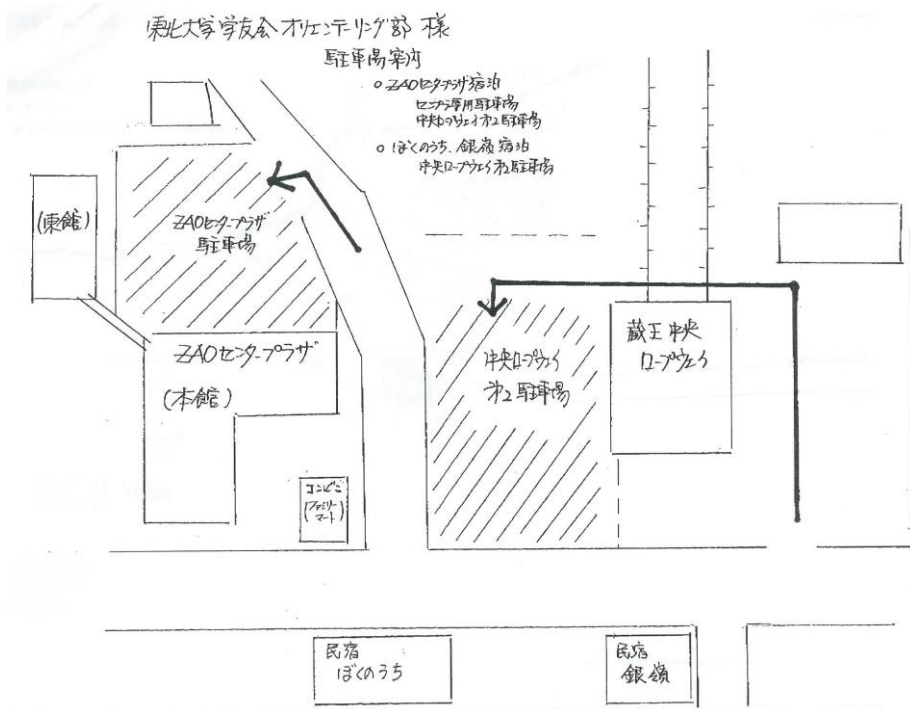 東北大学学友会オリエンテーリング部 様
駐車場案内
○ ZAOセンタープラザ宿泊
センプラ専用駐車場
中央ロープウェイ第2駐車場
○ ぼくのうち、銀嶺 宿泊
中央ロープウェイ第2駐車場
(東館)
ZAOセンタープラザ
駐車場
ZAOセンタープラザ
(本館)
中央ロープウェイ
第2駐車場
蔵王中央
ロープウェイ
コンビニ
(ファミリー
マート)
民宿
ぼくのうち
民宿
銀嶺